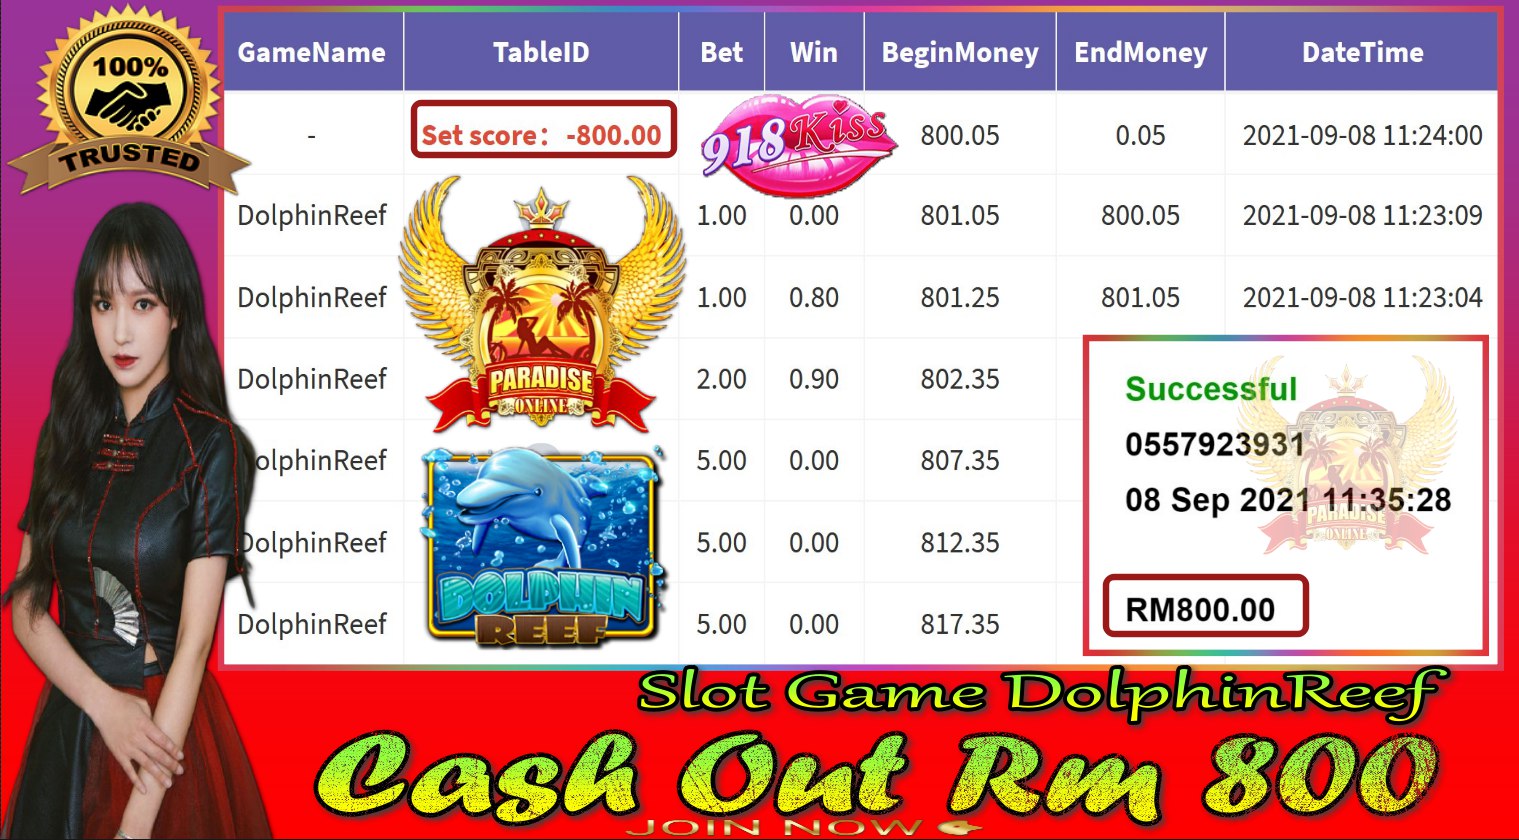 100%
TRUSTED
GameName TableID Bet Win BeginMoney EndMoney DateTime
- Set score: -800.00 918Kiss 800.05 0.05 2021-09-08 11:24:00
DolphinReef 1.00 0.00 801.05 800.05 2021-09-08 11:23:09
DolphinReef 1.00 0.80 801.25 801.05 2021-09-08 11:23:04
DolphinReef 2.00 0.90 802.35
PARADISE
ONLINE
DolphinReef 5.00 0.00 807.35
DolphinReef 5.00 0.00 812.35
DolphinReef 5.00 0.00 817.35
DOLPHIN
REEF
Successful
0557923931
08 Sep 2021 11:35:28
PARADISE
ONLINE
RM800.00
Slot Game DolphinReef
Cash Out Rm 800
JOIN NOW